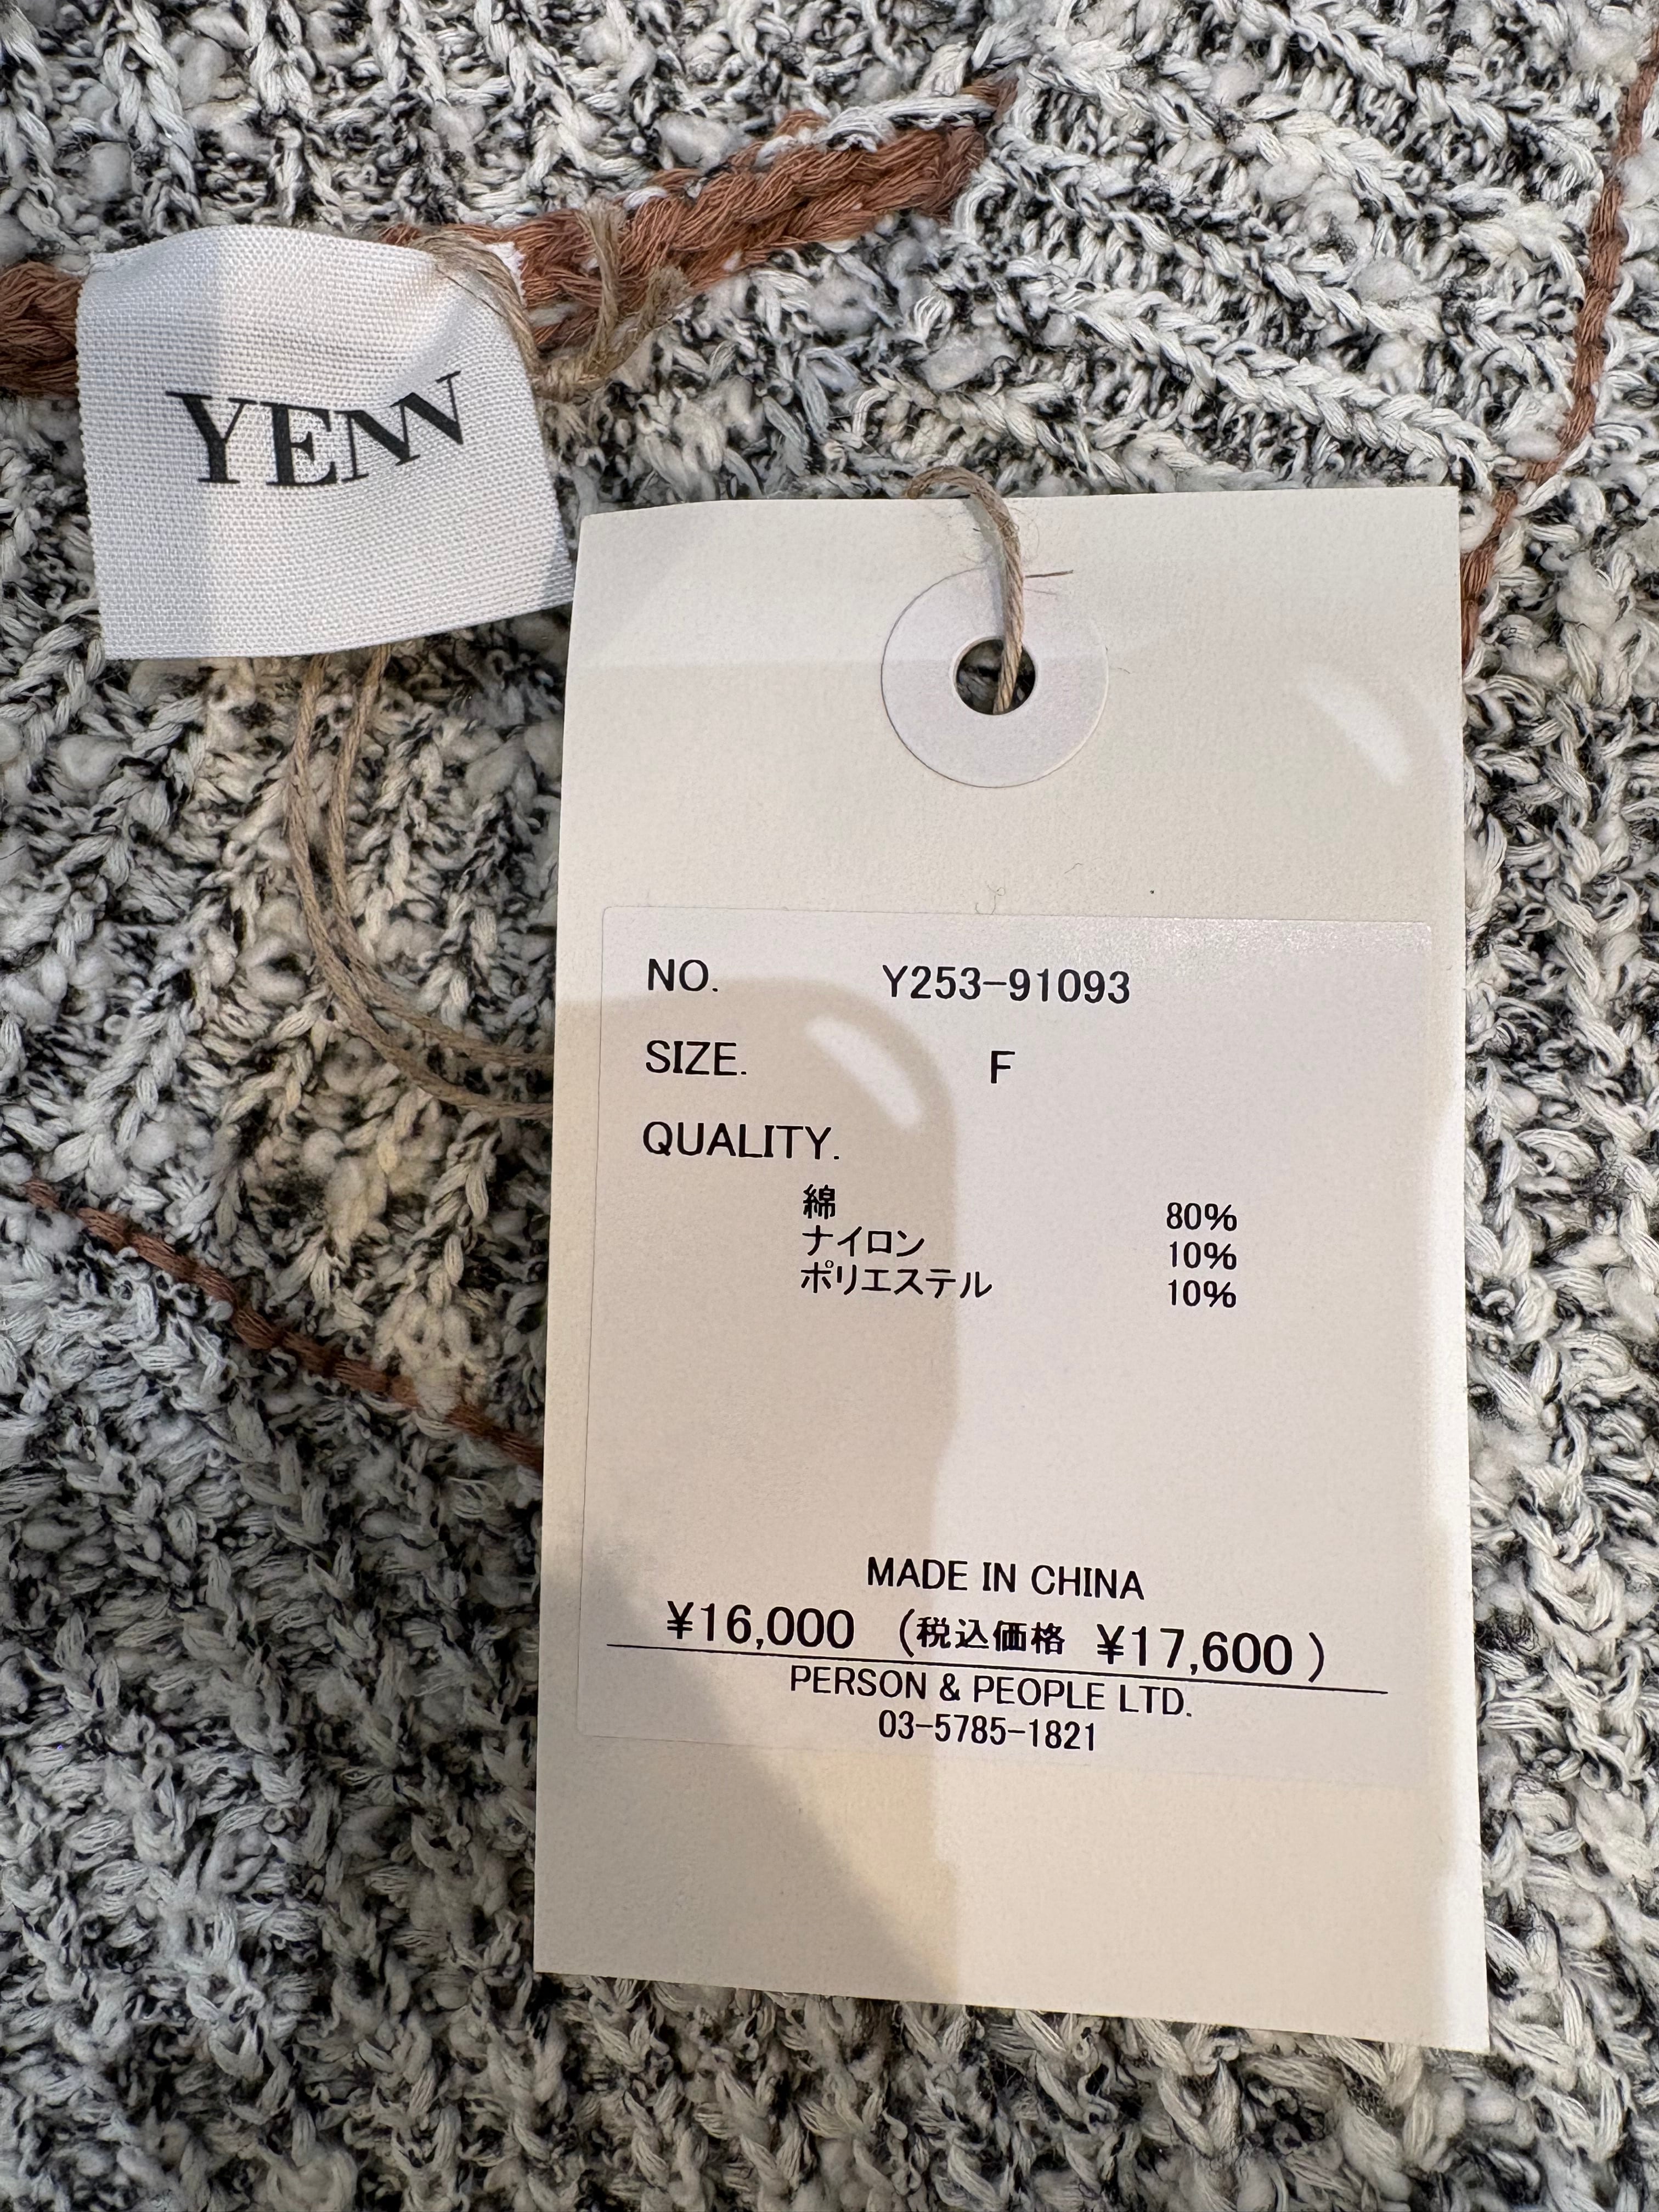 YENN
NO. Y253-91093
SIZE. F
QUALITY.
綿 80%
ナイロン 10%
ポリエステル 10%
MADE IN CHINA
¥16,000 (税込価格 ¥17,600)
PERSON & PEOPLE LTD.
03-5785-1821